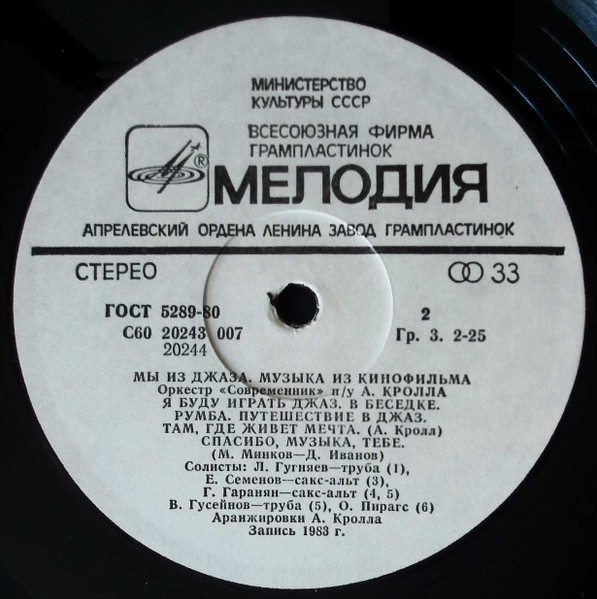 МИНИСТЕРСТВО
КУЛЬТУРЫ СССР
ВСЕСОЮЗНАЯ ФИРМА
ГРАМПЛАСТИНОК
® МЕЛОДИЯ
АПРЕЛЕВСКИЙ ОРДЕНА ЛЕНИНА ЗАВОД ГРАМПЛАСТИНОК
СТЕРЕО 33
ГОСТ 5289-80 2
С60 20243 007 Гр. 3. 2-25
20244
МЫ ИЗ ДЖАЗА. МУЗЫКА ИЗ КИНОФИЛЬМА
Оркестр «Современник» п/у А. КРОЛЛА
Я БУДУ ИГРАТЬ ДЖАЗ. В БЕСЕДКЕ.
РУМБА. ПУТЕШЕСТВИЕ В ДЖАЗ.
ТАМ, ГДЕ ЖИВЕТ МЕЧТА. (А. Кролл)
СПАСИБО, МУЗЫКА, ТЕБЕ.
(М. Минков—Д. Иванов)
Солисты: Л. Гугняев—труба (1),
Е. Семенов—сакс-альт (3),
Г. Гаранян—сакс-альт (4, 5)
В. Гусейнов—труба (5), О. Пирагс (6)
Аранжировки А. Кролла
Запись 1983 г.